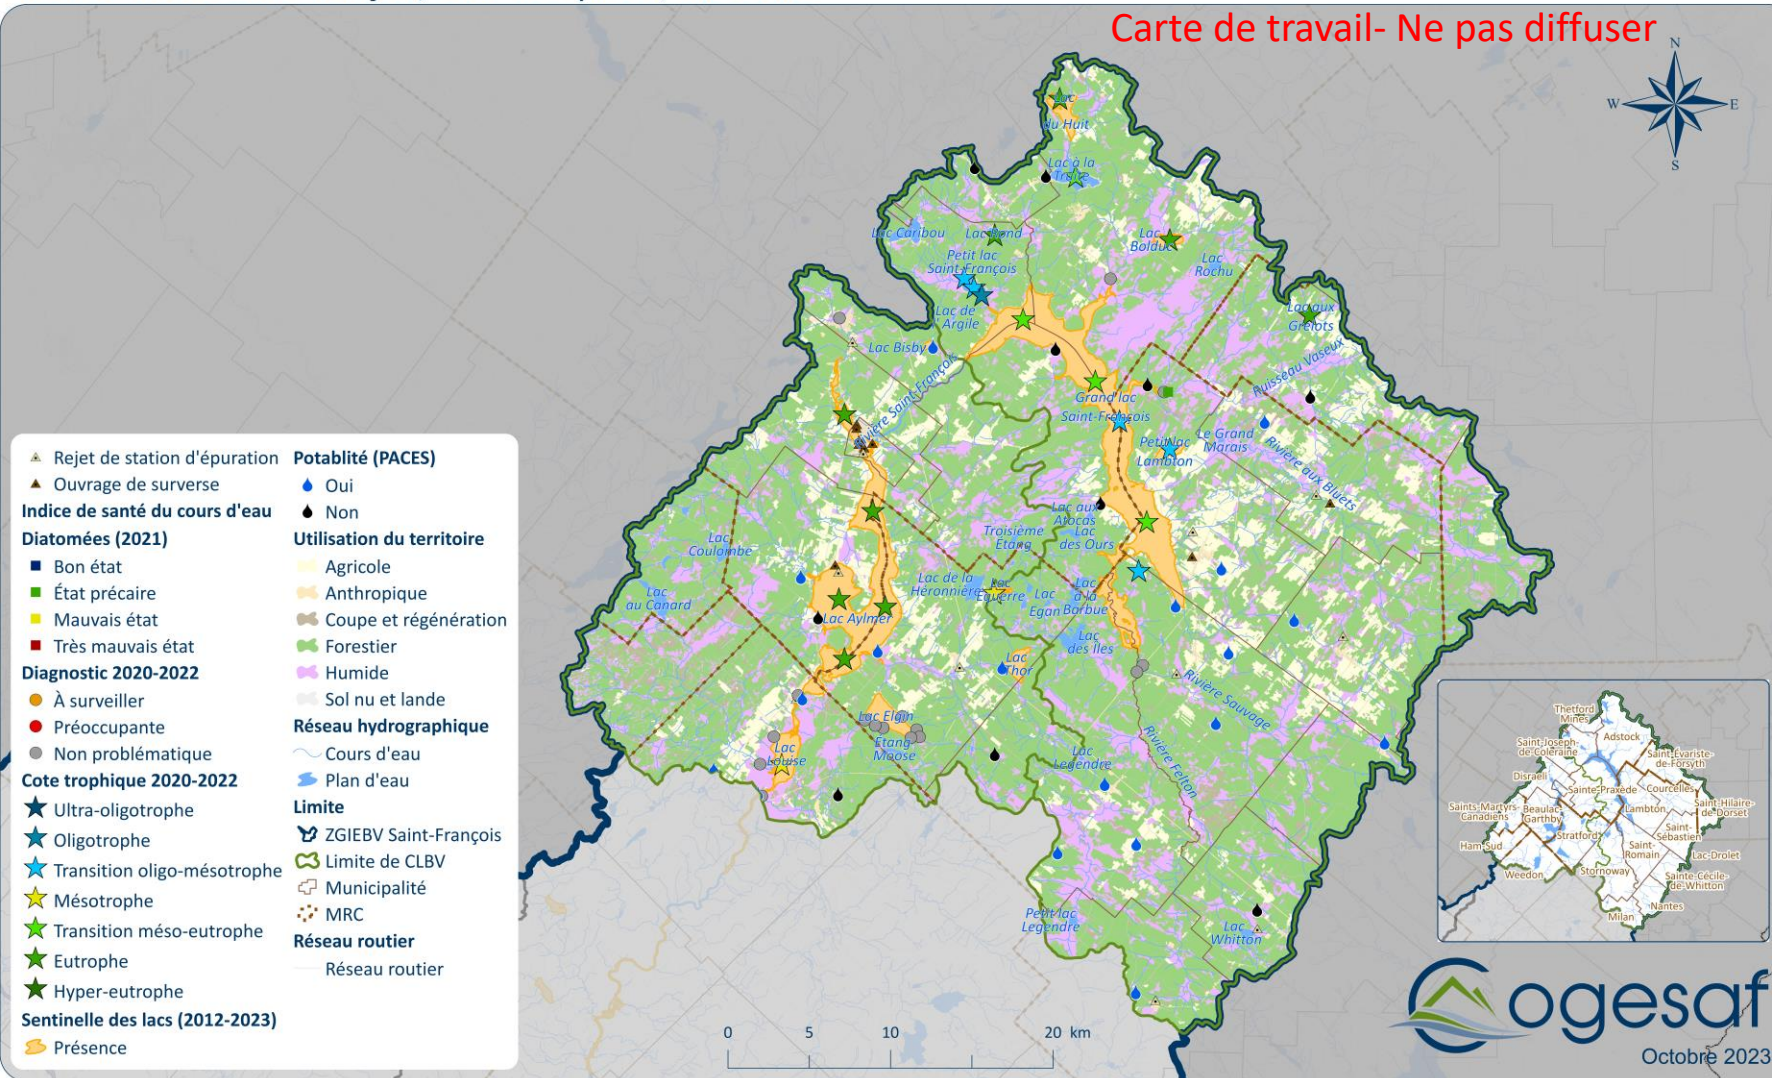 Carte de travail- Ne pas diffuser
N
W
E
S
Lac
du Huit
Lac à la
Truite
Lac Caribou
Lac Rond
Lac
Bolduc
Petit lac
Saint-François
Lac
Rochu
Lac de
l'Argile
Lac aux
Grelots
Lac Bisby
Rivière Saint-François
Ruisseau Vaseux
Grand lac
Saint-François
Petit lac
Lambton
Le Grand
Marais
Rivière aux Bluets
Lac aux
Atocas
Troisième
Étang
Lac
des Ours
Lac
Coulombe
Lac
au Canard
Lac de la
Héronnière
Lac
Équerre
Lac
Egan
Lac
à la
Barbue
Lac Aylmer
Lac
des Îles
Lac
Thor
Rivière Sauvage
Lac Elgin
Étang
Moose
Lac
Louise
Lac
Legendre
Rivière Felton
Petit lac
Legendre
Lac
Whitton
Rejet de station d'épuration
Ouvrage de surverse
Indice de santé du cours d'eau
Diatomées (2021)
Bon état
État précaire
Mauvais état
Très mauvais état
Diagnostic 2020-2022
À surveiller
Préoccupante
Non problématique
Cote trophique 2020-2022
Ultra-oligotrophe
Oligotrophe
Transition oligo-mésotrophe
Mésotrophe
Transition méso-eutrophe
Eutrophe
Hyper-eutrophe
Sentinelle des lacs (2012-2023)
Présence
Potablité (PACES)
Oui
Non
Utilisation du territoire
Agricole
Anthropique
Coupe et régénération
Forestier
Humide
Sol nu et lande
Réseau hydrographique
Cours d'eau
Plan d'eau
Limite
ZGIEBV Saint-François
Limite de CLBV
Municipalité
MRC
Réseau routier
Réseau routier
0 5 10 20 km
Thetford
Mines
Adstock
Saint-Joseph-
de-Coleraine
Saint-Évariste-
de-Forsyth
Disraeli
Sainte-Praxède
Courcelles
Saints-Martyrs-
Canadiens
Beaulac-
Garthby
Lambton
Saint-Hilaire-
de-Dorset
Stratford
Saint-
Sébastien
Ham-Sud
Saint-
Romain
Lac-Drolet
Weedon
Stornoway
Sainte-Cécile-
de-Whitton
Nantes
Milan
Cogesaf
Octobre 2023